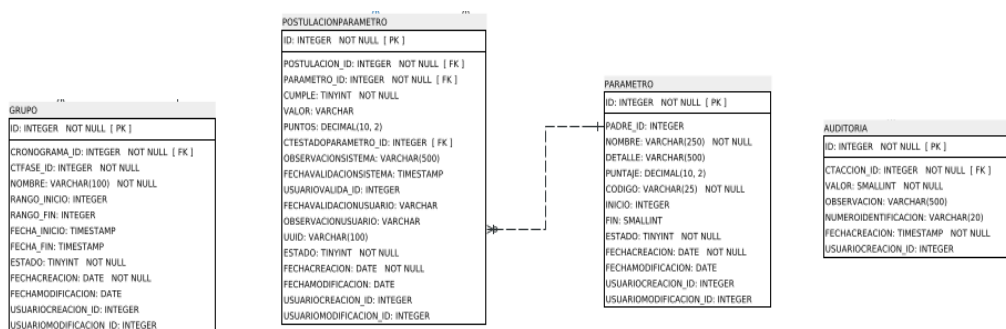 POSTULACIONPARAMETRO
ID: INTEGER NOT NULL [ PK ]
POSTULACION_ID: INTEGER NOT NULL [ FK ]
PARAMETRO_ID: INTEGER NOT NULL [ FK ]
CUMPLE: TINYINT NOT NULL
VALOR: VARCHAR
PUNTOS: DECIMAL(10, 2)
CTESTADOPARAMETRO_ID: INTEGER [ FK ]
OBSERVACIONSISTEMA: VARCHAR(500)
FECHAVALIDACIONSISTEMA: TIMESTAMP
USUARIOVALIDA_ID: INTEGER
FECHAVALIDACIONUSUARIO: VARCHAR
OBSERVACIONUSUARIO: VARCHAR
UUID: VARCHAR(100)
ESTADO: TINYINT NOT NULL
FECHACREACION: DATE NOT NULL
FECHAMODIFICACION: DATE
USUARIOCREACION_ID: INTEGER
USUARIOMODIFICACION_ID: INTEGER
GRUPO
ID: INTEGER NOT NULL [ PK ]
CRONOGRAMA_ID: INTEGER NOT NULL [ FK ]
CTFASE_ID: INTEGER NOT NULL
NOMBRE: VARCHAR(100) NOT NULL
RANGO_INICIO: INTEGER
RANGO_FIN: INTEGER
FECHA_INICIO: TIMESTAMP
FECHA_FIN: TIMESTAMP
ESTADO: TINYINT NOT NULL
FECHACREACION: DATE NOT NULL
FECHAMODIFICACION: DATE
USUARIOCREACION_ID: INTEGER
USUARIOMODIFICACION_ID: INTEGER
PARAMETRO
ID: INTEGER NOT NULL [ PK ]
PADRE_ID: INTEGER
NOMBRE: VARCHAR(250) NOT NULL
DETALLE: VARCHAR(500)
PUNTAJE: DECIMAL(10, 2)
CODIGO: VARCHAR(25) NOT NULL
INICIO: INTEGER
FIN: SMALLINT
ESTADO: TINYINT NOT NULL
FECHACREACION: DATE NOT NULL
FECHAMODIFICACION: DATE
USUARIOCREACION_ID: INTEGER
USUARIOMODIFICACION_ID: INTEGER
AUDITORIA
ID: INTEGER NOT NULL [ PK ]
CTACCION_ID: INTEGER NOT NULL [ FK ]
VALOR: SMALLINT NOT NULL
OBSERVACION: VARCHAR(500)
NUMEROIDENTIFICACION: VARCHAR(20)
FECHACREACION: TIMESTAMP NOT NULL
USUARIOCREACION_ID: INTEGER